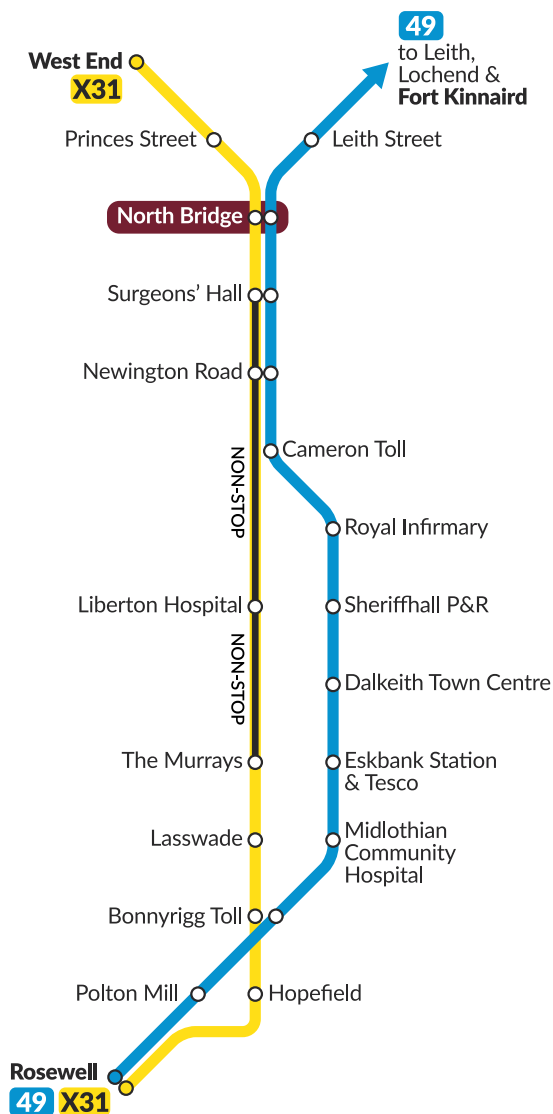 49
to Leith,
Lochend &
Fort Kinnaird
West End
X31
Princes Street
Leith Street
North Bridge
Surgeons’ Hall
Newington Road
Cameron Toll
NON-STOP
Royal Infirmary
Liberton Hospital
Sheriffhall P&R
NON-STOP
Dalkeith Town Centre
The Murrays
Eskbank Station
& Tesco
Lasswade
Midlothian
Community
Hospital
Bonnyrigg Toll
Polton Mill
Hopefield
Rosewell
49 X31